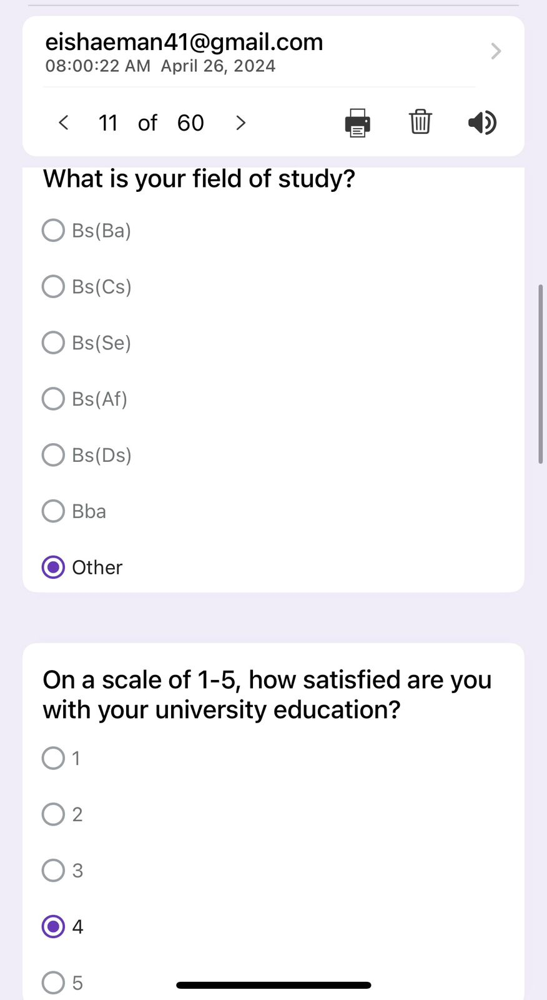 eishaeman41@gmail.com
08:00:22 AM April 26, 2024
11 of 60
What is your field of study?
Bs(Ba)
Bs(Cs)
Bs(Se)
Bs(Af)
Bs(Ds)
Bba
Other
On a scale of 1-5, how satisfied are you
with your university education?
1
2
3
4
5